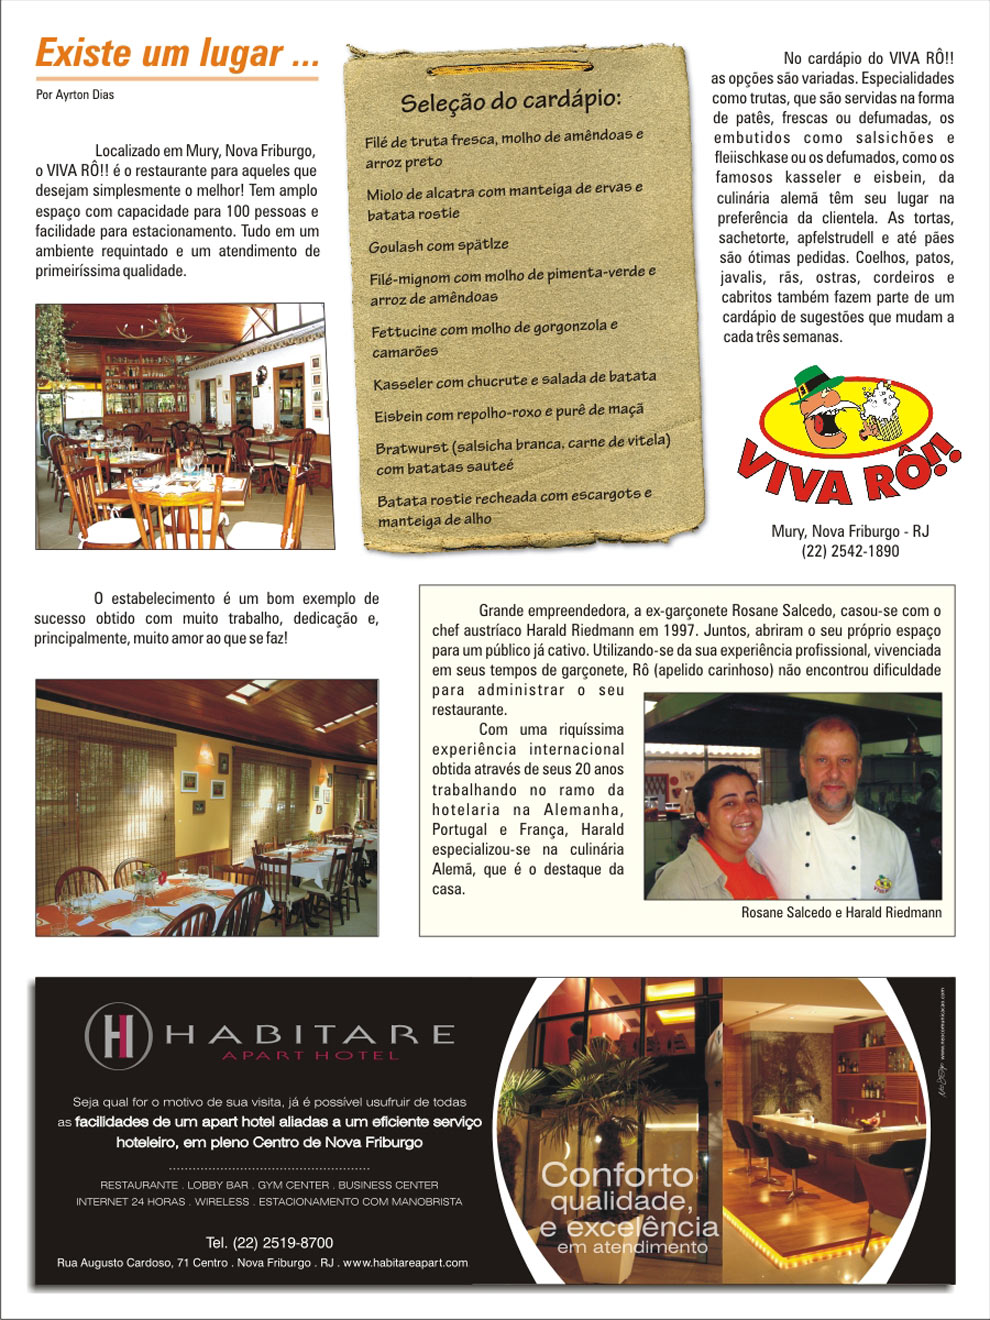 Existe um lugar ...
Por Ayrton Dias
Localizado em Mury, Nova Friburgo,
o VIVA RÔ!! é o restaurante para aqueles que
desejam simplesmente o melhor! Tem amplo
espaço com capacidade para 100 pessoas e
facilidade para estacionamento. Tudo em um
ambiente requintado e um atendimento de
primeiríssima qualidade.
Seleção do cardápio:
Filé de truta fresca, molho de amêndoas e
arroz preto
Miolo de alcatra com manteiga de ervas e
batata rostie
Goulash com spätlze
Filé-mignom com molho de pimenta-verde e
arroz de amêndoas
Fettucine com molho de gorgonzola e
camarões
Kasseler com chucrute e salada de batata
Eisbein com repolho-roxo e purê de maçã
Bratwurst (salsicha branca, carne de vitela)
com batatas sauteé
Batata rostie recheada com escargots e
manteiga de alho
No cardápio do VIVA RÔ!!
as opções são variadas. Especialidades
como trutas, que são servidas na forma
de patês, frescas ou defumadas, os
embutidos como salsichões e
fleiischkase ou os defumados, como os
famosos kasseler e eisbein, da
culinária alemã têm seu lugar na
preferência da clientela. As tortas,
sachetorte, apfelstrudell e até pães
são ótimas pedidas. Coelhos, patos,
javalis, rãs, ostras, cordeiros e
cabritos também fazem parte de um
cardápio de sugestões que mudam a
cada três semanas.
VIVA RÔ!!
Mury, Nova Friburgo - RJ
(22) 2542-1890
O estabelecimento é um bom exemplo de
sucesso obtido com muito trabalho, dedicação e,
principalmente, muito amor ao que se faz!
Grande empreendedora, a ex-garçonete Rosane Salcedo, casou-se com o
chef austríaco Harald Riedmann em 1997. Juntos, abriram o seu próprio espaço
para um público já cativo. Utilizando-se da sua experiência profissional, vivenciada
em seus tempos de garçonete, Rô (apelido carinhoso) não encontrou dificuldade
para administrar o seu
restaurante.
Com uma riquíssima
experiência internacional
obtida através de seus 20 anos
trabalhando no ramo da
hotelaria na Alemanha,
Portugal e França, Harald
especializou-se na culinária
Alemã, que é o destaque da
casa.
Rosane Salcedo e Harald Riedmann
HABITARE
APART HOTEL
Seja qual for o motivo de sua visita, já é possível usufruir de todas
as facilidades de um apart hotel aliadas a um eficiente serviço
hoteleiro, em pleno Centro de Nova Friburgo
RESTAURANTE . LOBBY BAR . GYM CENTER . BUSINESS CENTER
INTERNET 24 HORAS . WIRELESS . ESTACIONAMENTO COM MANOBRISTA
Tel. (22) 2519-8700
Rua Augusto Cardoso, 71 Centro . Nova Friburgo . RJ . www.habitareapart.com
Conforto
qualidade,
e excelência
em atendimento